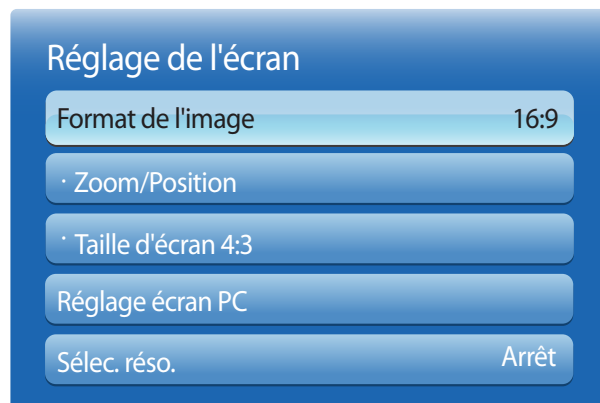 Réglage de l'écran
Format de l'image 16:9
· Zoom/Position
· Taille d'écran 4:3
Réglage écran PC
Sélec. réso. Arrêt